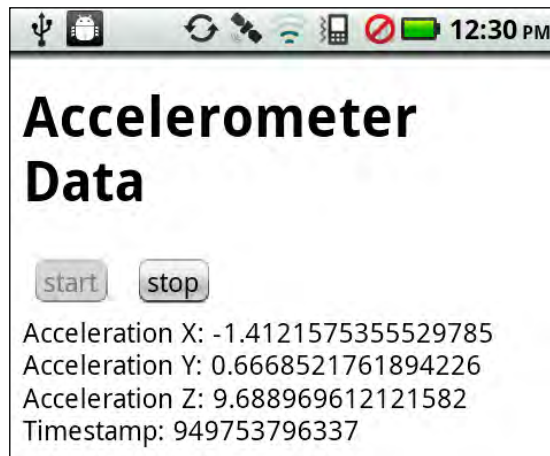 12:30 PM
Accelerometer
Data
start stop
Acceleration X: -1.4121575355529785
Acceleration Y: 0.6668521761894226
Acceleration Z: 9.688969612121582
Timestamp: 949753796337